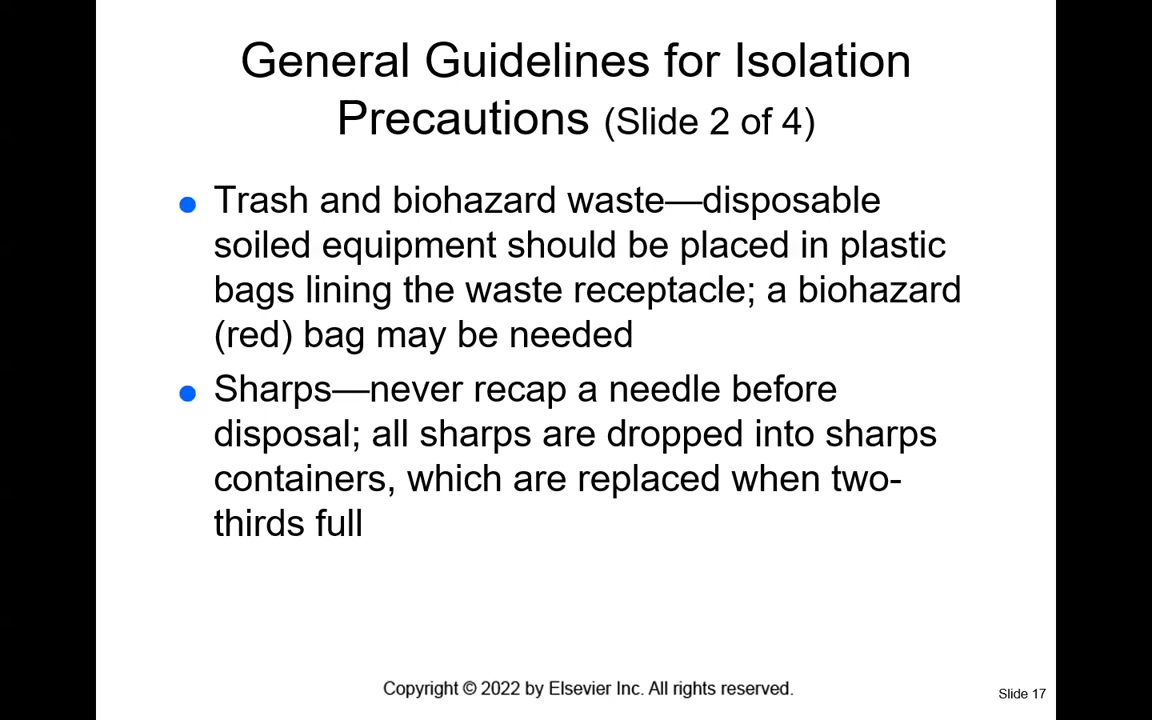 General Guidelines for Isolation
Precautions (Slide 2 of 4)
Trash and biohazard waste—disposable
soiled equipment should be placed in plastic
bags lining the waste receptacle; a biohazard
(red) bag may be needed
Sharps—never recap a needle before
disposal; all sharps are dropped into sharps
containers, which are replaced when two-
thirds full
Copyright © 2022 by Elsevier Inc. All rights reserved.
Slide 17